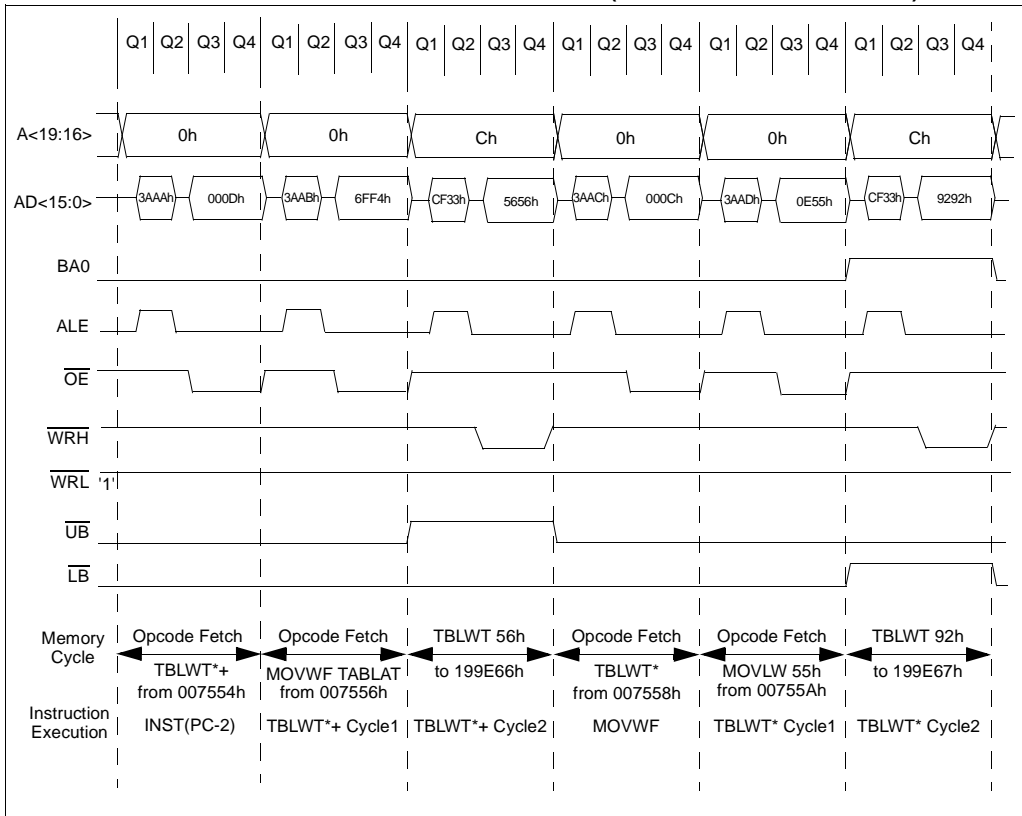 Q1 Q2 Q3 Q4 Q1 Q2 Q3 Q4 Q1 Q2 Q3 Q4 Q1 Q2 Q3 Q4 Q1 Q2 Q3 Q4 Q1 Q2 Q3 Q4
A<19:16> 0h 0h Ch 0h 0h Ch
AD<15:0> 3AAAh 000Dh 3AABh 6FF4h CF33h 5656h 3AACh 000Ch 3AADh 0E55h CF33h 9292h
BA0
ALE
OE
WRH
WRL '1'
UB
LB
Memory Cycle
Opcode Fetch
TBLWT*+
from 007554h
Opcode Fetch
MOVWF TABLAT
from 007556h
TBLWT 56h
to 199E66h
Opcode Fetch
TBLWT*
from 007558h
Opcode Fetch
MOVLW 55h
from 00755Ah
TBLWT 92h
to 199E67h
Instruction
Execution
INST(PC-2) TBLWT*+ Cycle1 TBLWT*+ Cycle2 MOVWF TBLWT* Cycle1 TBLWT* Cycle2